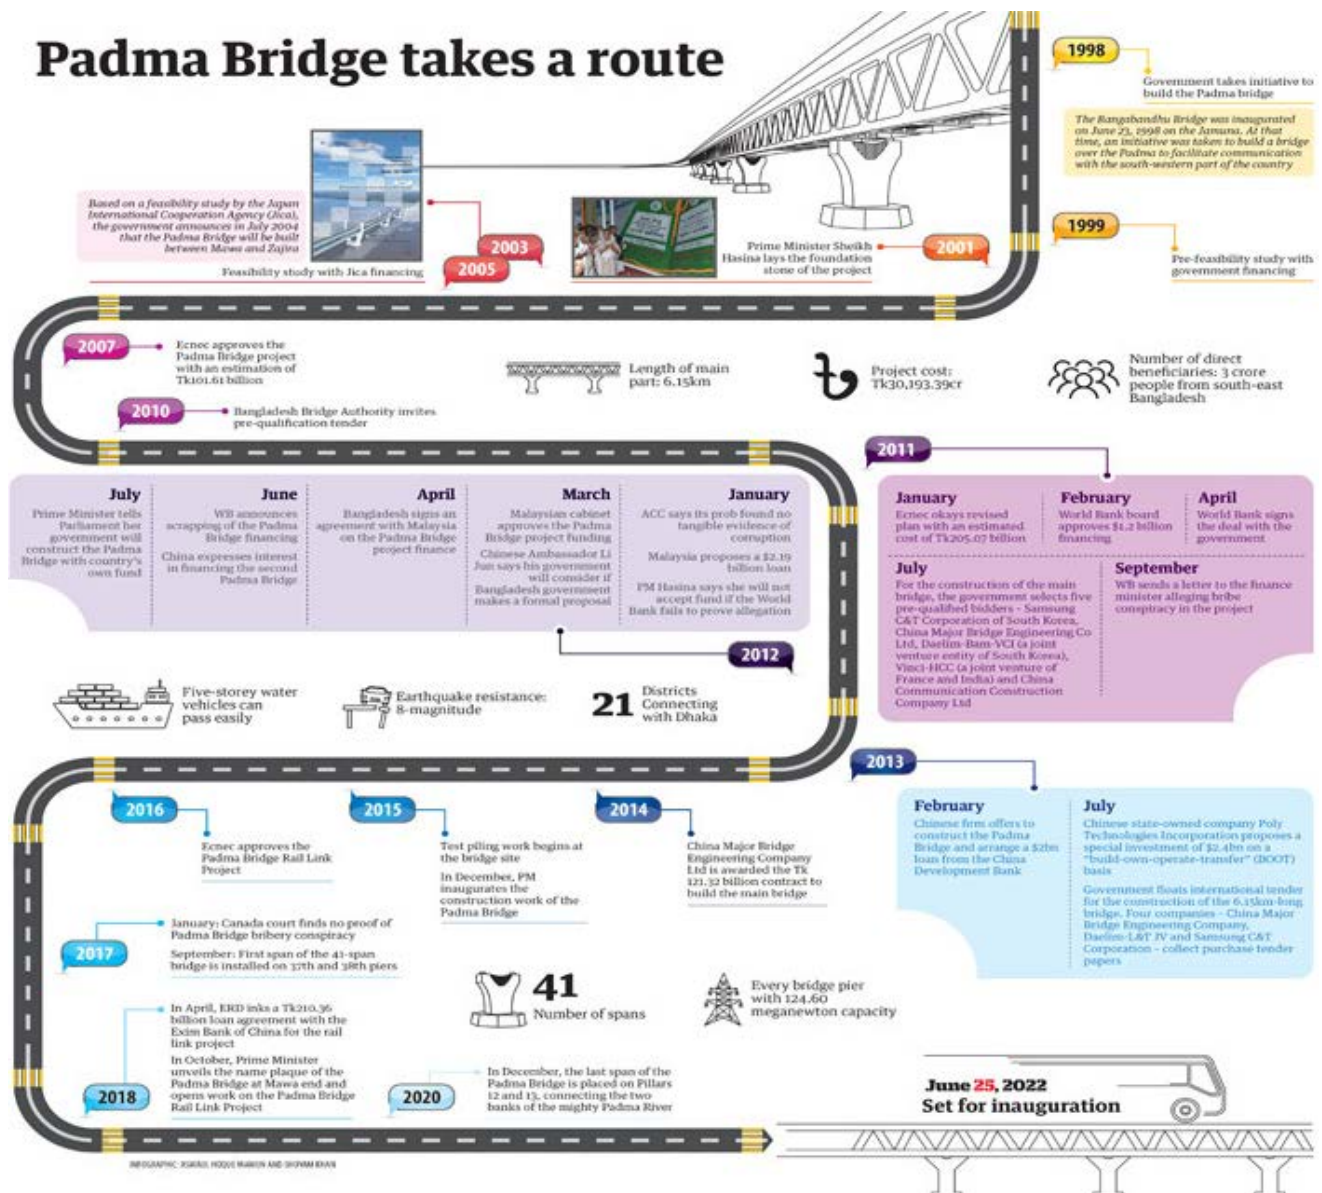 Padma Bridge takes a route
1998
Government takes initiative to
build the Padma bridge
The Bangabandhu Bridge was inaugurated
on June 23, 1998 on the Jamuna. At that
time, an initiative was taken to build a bridge
over the Padma to facilitate communication
with the south-western part of the country
1999
Pre-feasibility study with
government financing
2001
Prime Minister Sheikh
Hasina lays the foundation
stone of the project
2003
2005
Based on a feasibility study by the Japan
International Cooperation Agency (Jica),
the government announces in July 2004
that the Padma Bridge will be built
between Mawa and Zajira
Feasibility study with Jica financing
2007
Ecnec approves the
Padma Bridge project
with an estimation of
Tk101.61 billion
2010
Bangladesh Bridge Authority invites
pre-qualification tender
Length of main
part: 6.15km
Project cost:
Tk30,193.39cr
Number of direct
beneficiaries: 3 crore
people from south-east
Bangladesh
2011
January
Ecnec okays revised
plan with an estimated
cost of Tk205.07 billion
February
World Bank board
approves $1.2 billion
financing
April
World Bank signs
the deal with the
government
July
For the construction of the main
bridge, the government selects five
pre-qualified bidders - Samsung
C&T Corporation of South Korea,
China Major Bridge Engineering Co
Ltd, Daelim-Bam-VCI (a joint
venture entity of South Korea),
Vinci-HCC (a joint venture of
France and India) and China
Communication Construction
Company Ltd
September
WB sends a letter to the finance
minister alleging bribe
conspiracy in the project
2012
January
ACC says its prob found no
tangible evidence of
corruption
Malaysia proposes a $2.19
billion loan
PM Hasina says she will not
accept fund if the World
Bank fails to prove allegation
March
Malaysian cabinet
approves the Padma
Bridge project funding
Chinese Ambassador Li
Jun says his government
will consider if
Bangladesh government
makes a formal proposal
April
Bangladesh signs an
agreement with Malaysia
on the Padma Bridge
project finance
June
WB announces
scrapping of the Padma
Bridge financing
China expresses interest
in financing the second
Padma Bridge
July
Prime Minister tells
Parliament her
government will
construct the Padma
Bridge with country's
own fund
Five-storey water
vehicles can
pass easily
Earthquake resistance:
8-magnitude
21
Districts
Connecting
with Dhaka
2013
February
Chinese firm offers to
construct the Padma
Bridge and arrange a $2bn
loan from the China
Development Bank
July
Chinese state-owned company Poly
Technologies Incorporation proposes a
special investment of $2.4bn on a
"build-own-operate-transfer" (BOOT)
basis
Government floats international tender
for the construction of the 6.15km-long
bridge. Four companies - China Major
Bridge Engineering Company,
Daelim-L&T JV and Samsung C&T
Corporation - collect purchase tender
papers
2014
China Major Bridge
Engineering Company
Ltd is awarded the Tk
121.32 billion contract to
build the main bridge
2015
Test piling work begins at
the bridge site
In December, PM
inaugurates the
construction work of the
Padma Bridge
2016
Ecnec approves the
Padma Bridge Rail Link
Project
2017
January: Canada court finds no proof of
Padma Bridge bribery conspiracy
September: First span of the 41-span
bridge is installed on 37th and 38th piers
41
Number of spans
Every bridge pier
with 124.60
meganewton capacity
2018
In April, ERD inks a Tk210.36
billion loan agreement with the
Exim Bank of China for the rail
link project
In October, Prime Minister
unveils the name plaque of the
Padma Bridge at Mawa end and
opens work on the Padma Bridge
Rail Link Project
2020
In December, the last span of the
Padma Bridge is placed on Pillars
12 and 13, connecting the two
banks of the mighty Padma River
June 25, 2022
Set for inauguration
INFOGRAPHIC: ASADUL HOQUE MAMUN AND SHOYAM KHAN